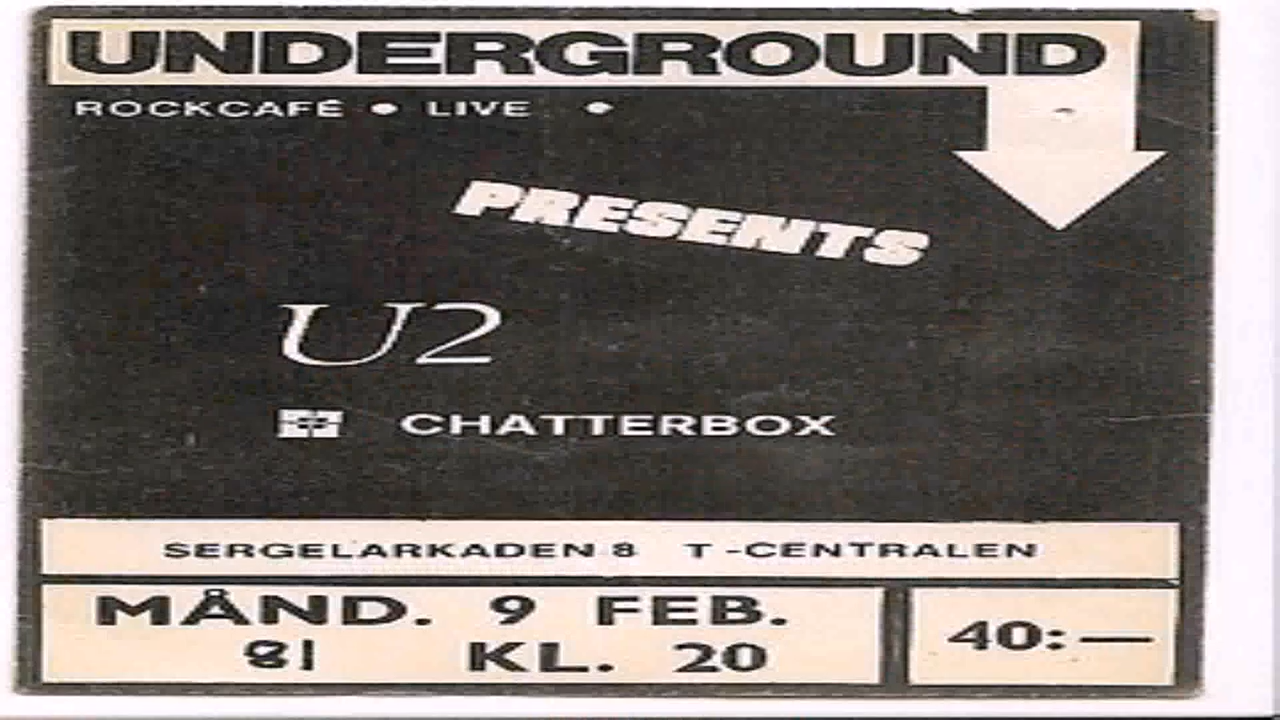 UNDERGROUND
ROCKCAFÉ • LIVE •
PRESENTS
U2
+ CHATTERBOX
SERGELARKADEN 8 T-CENTRALEN
MÅND. 9 FEB.
81 KL. 20
40:—